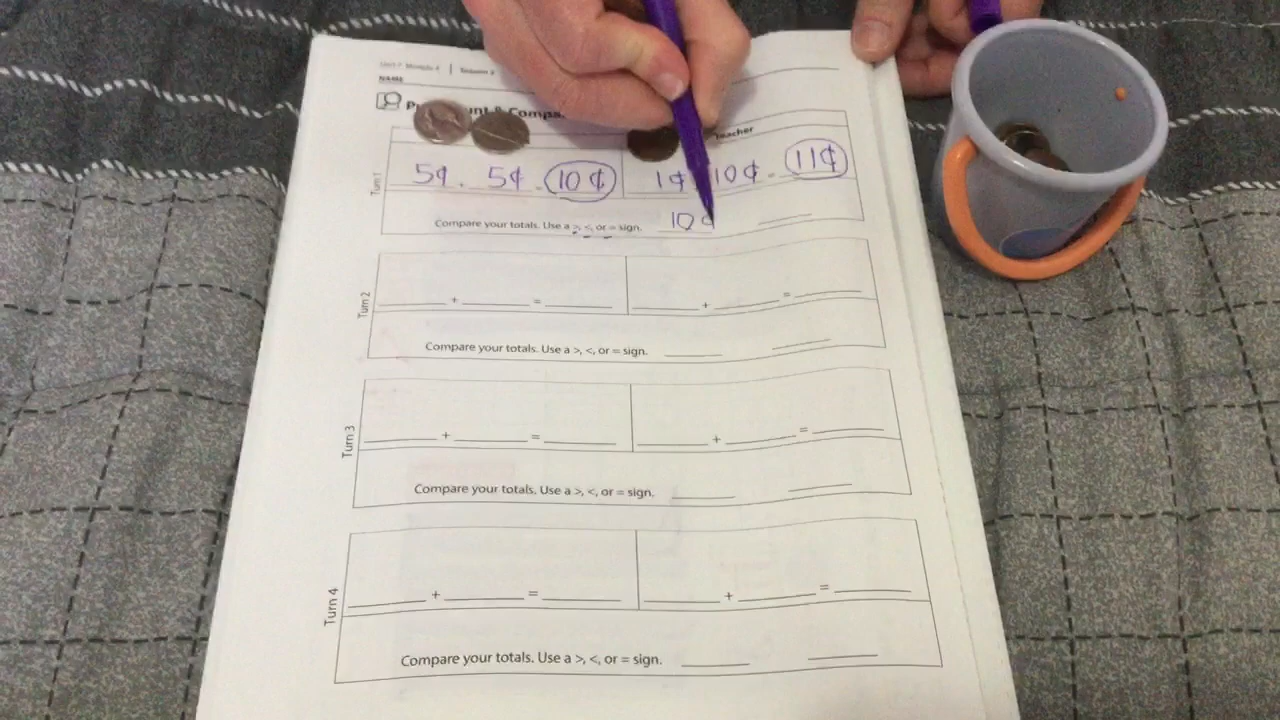 Session 3
NAME
Teacher
Turn 1
5¢ 5¢ 10¢ 1¢ 10¢ 11¢
Compare your totals. Use a >, <, or = sign. 10¢
Turn 2
+ = + =
Compare your totals. Use a >, <, or = sign.
Turn 3
+ = + =
Compare your totals. Use a >, <, or = sign.
Turn 4
+ = + =
Compare your totals. Use a >, <, or = sign.